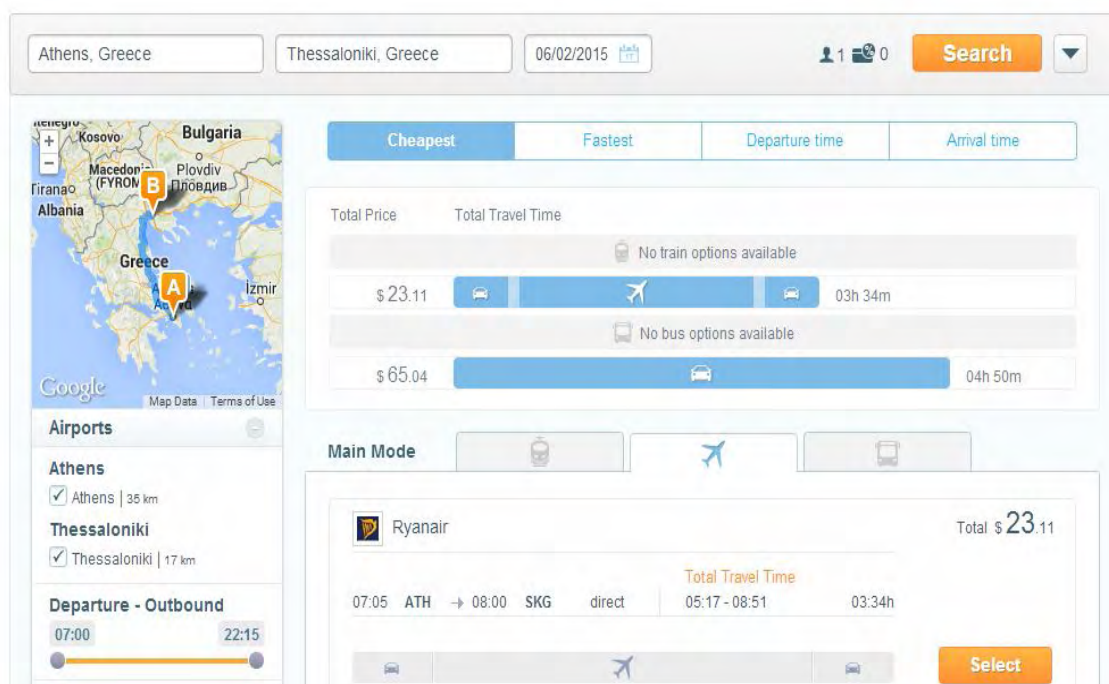 Athens, Greece
Thessaloniki, Greece
06/02/2015
1
0
Search
Cheapest
Fastest
Departure time
Arrival time
+
-
Kosovo
Bulgaria
Macedonia
(FYROM
Plovdiv
Пловдив
Tirana
Albania
B
Greece
A
İzmir
Google
Map Data
Terms of Use
Airports
Athens
Athens | 35 km
Thessaloniki
Thessaloniki | 17 km
Departure - Outbound
07:00
22:15
Total Price
Total Travel Time
No train options available
$ 23.11
03h 34m
No bus options available
$ 65.04
04h 50m
Main Mode
Ryanair
Total $ 23.11
Total Travel Time
07:05 ATH → 08:00 SKG direct 05:17 - 08:51 03:34h
Select